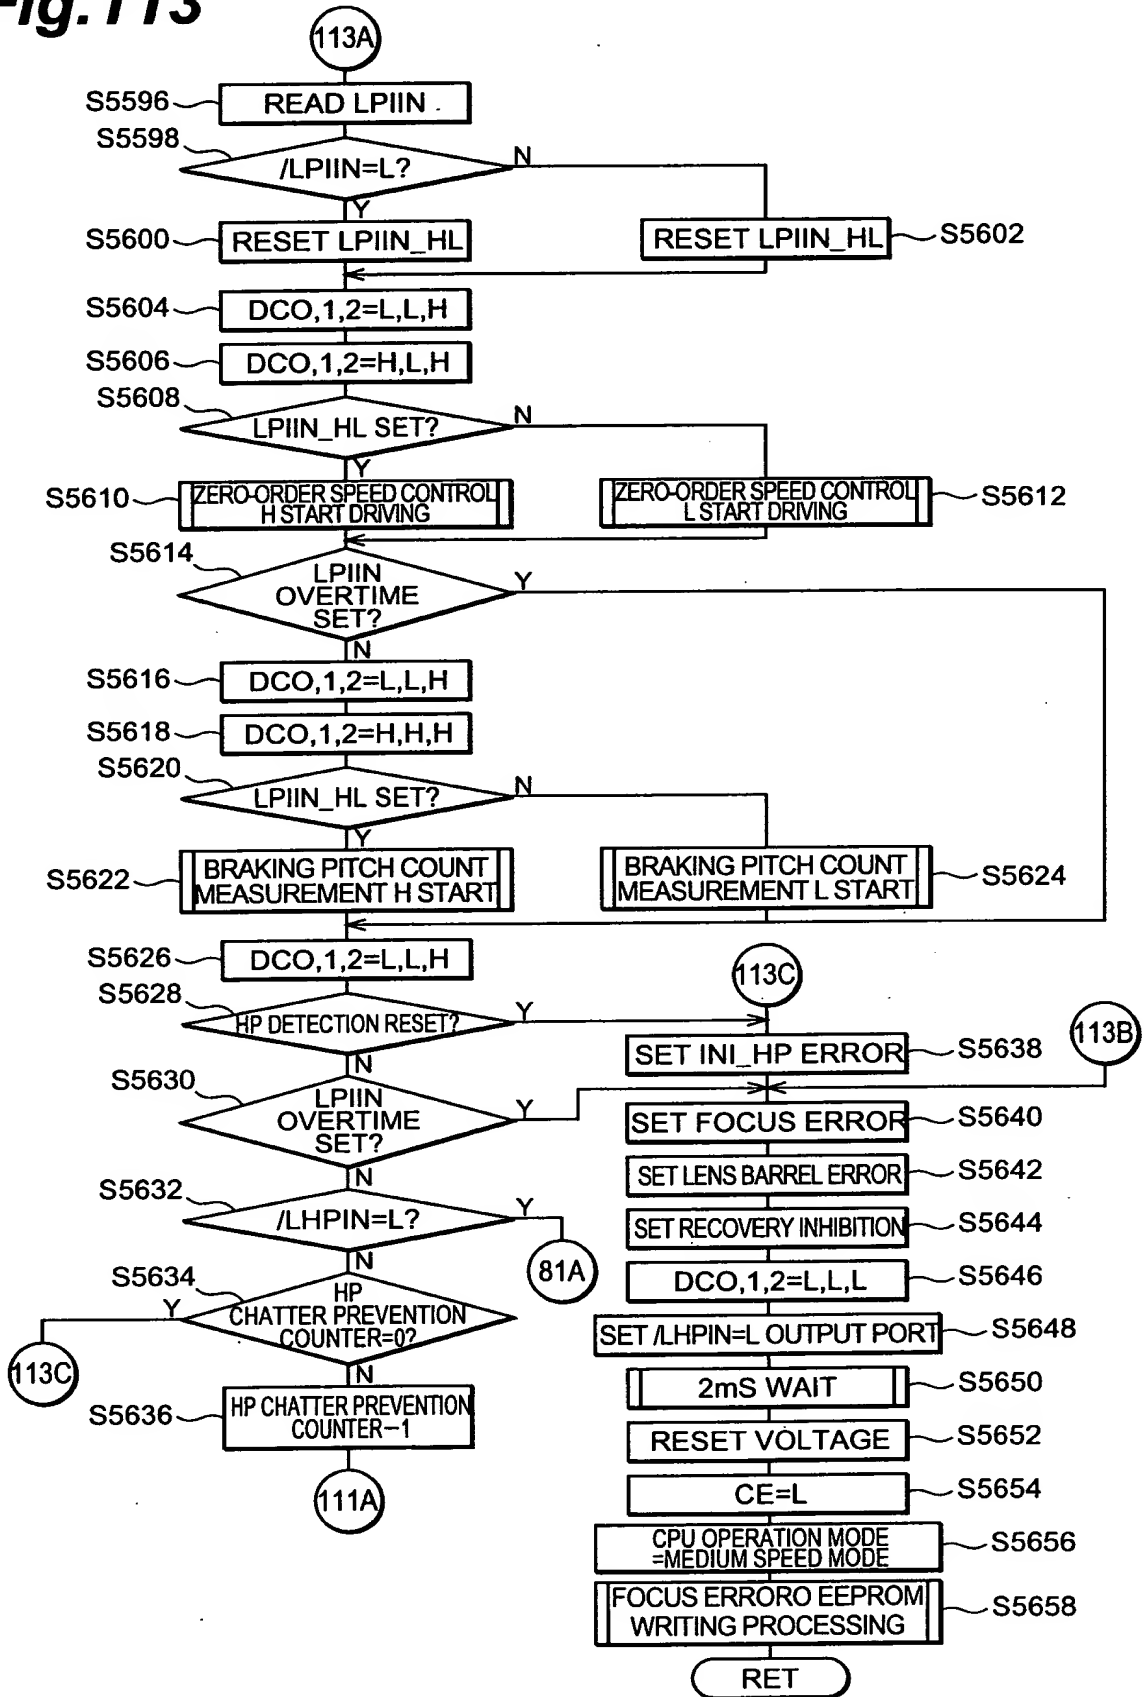 Fig.113
113A
S5596
READ LPIIN
S5598
/LPIIN=L?
N
Y
S5600
RESET LPIIN_HL
RESET LPIIN_HL
S5602
S5604
DCO,1,2=L,L,H
S5606
DCO,1,2=H,L,H
S5608
LPIIN_HL SET?
N
Y
S5610
ZERO-ORDER SPEED CONTROL
H START DRIVING
ZERO-ORDER SPEED CONTROL
L START DRIVING
S5612
S5614
LPIIN
OVERTIME
SET?
Y
N
S5616
DCO,1,2=L,L,H
S5618
DCO,1,2=H,H,H
S5620
LPIIN_HL SET?
N
Y
S5622
BRAKING PITCH COUNT
MEASUREMENT H START
BRAKING PITCH COUNT
MEASUREMENT L START
S5624
S5626
DCO,1,2=L,L,H
S5628
HP DETECTION RESET?
Y
N
S5630
LPIIN
OVERTIME
SET?
Y
N
S5632
/LHPIN=L?
Y
81A
N
S5634
HP
CHATTER PREVENTION
COUNTER=0?
Y
113C
N
S5636
HP CHATTER PREVENTION
COUNTER−1
111A
113C
113B
SET INI_HP ERROR
S5638
SET FOCUS ERROR
S5640
SET LENS BARREL ERROR
S5642
SET RECOVERY INHIBITION
S5644
DCO,1,2=L,L,L
S5646
SET /LHPIN=L OUTPUT PORT
S5648
2mS WAIT
S5650
RESET VOLTAGE
S5652
CE=L
S5654
CPU OPERATION MODE
=MEDIUM SPEED MODE
S5656
FOCUS ERRORO EEPROM
WRITING PROCESSING
S5658
RET